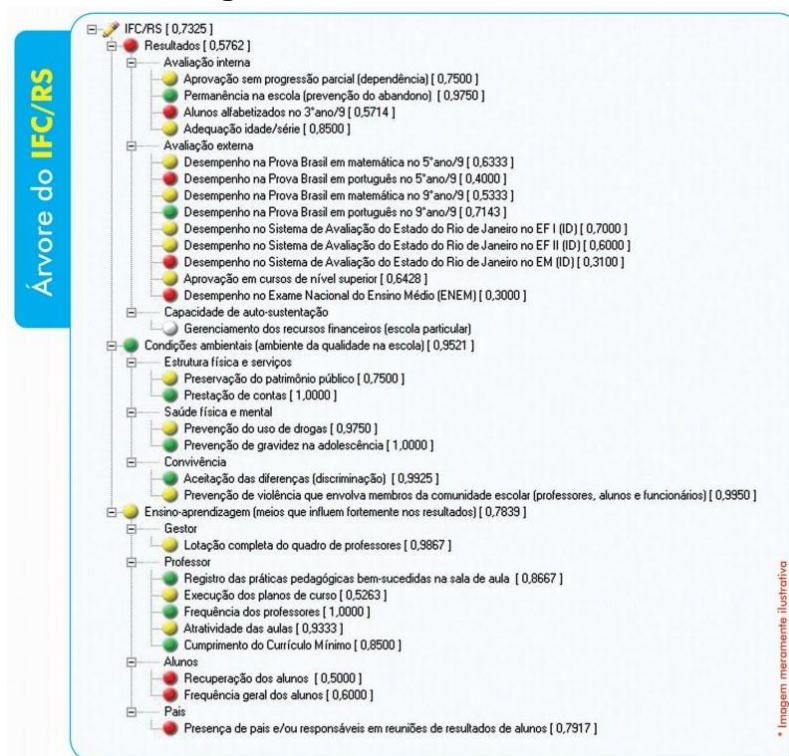 Árvore do IFC/RS
IFC/RS [ 0,7325 ]
Resultados [ 0,5762 ]
Avaliação interna
Aprovação sem progressão parcial (dependência) [ 0,7500 ]
Permanência na escola (prevenção do abandono) [ 0,9750 ]
Alunos alfabetizados no 3°ano/9 [ 0,5714 ]
Adequação idade/série [ 0,8500 ]
Avaliação externa
Desempenho na Prova Brasil em matemática no 5°ano/9 [ 0,6333 ]
Desempenho na Prova Brasil em português no 5°ano/9 [ 0,4000 ]
Desempenho na Prova Brasil em matemática no 9°ano/9 [ 0,5333 ]
Desempenho na Prova Brasil em português no 9°ano/9 [ 0,7143 ]
Desempenho no Sistema de Avaliação do Estado do Rio de Janeiro no EF I (ID) [ 0,7000 ]
Desempenho no Sistema de Avaliação do Estado do Rio de Janeiro no EF II (ID) [ 0,6000 ]
Desempenho no Sistema de Avaliação do Estado do Rio de Janeiro no EM (ID) [ 0,3100 ]
Aprovação em cursos de nível superior [ 0,6428 ]
Desempenho no Exame Nacional do Ensino Médio (ENEM) [ 0,3000 ]
Capacidade de auto-sustentação
Gerenciamento dos recursos financeiros (escola particular)
Condições ambientais (ambiente da qualidade na escola) [ 0,9521 ]
Estrutura física e serviços
Preservação do patrimônio público [ 0,7500 ]
Prestação de contas [ 1,0000 ]
Saúde física e mental
Prevenção do uso de drogas [ 0,9750 ]
Prevenção de gravidez na adolescência [ 1,0000 ]
Convivência
Aceitação das diferenças (discriminação) [ 0,9925 ]
Prevenção de violência que envolva membros da comunidade escolar (professores, alunos e funcionários) [ 0,9950 ]
Ensino-aprendizagem (meios que influem fortemente nos resultados) [ 0,7839 ]
Gestor
Lotação completa do quadro de professores [ 0,9867 ]
Professor
Registro das práticas pedagógicas bem-sucedidas na sala de aula [ 0,8667 ]
Execução dos planos de curso [ 0,5263 ]
Frequência dos professores [ 1,0000 ]
Atratividade das aulas [ 0,9333 ]
Cumprimento do Currículo Mínimo [ 0,8500 ]
Alunos
Recuperação dos alunos [ 0,5000 ]
Frequência geral dos alunos [ 0,6000 ]
Pais
Presença de pais e/ou responsáveis em reuniões de resultados de alunos [ 0,7917 ]
* Imagem meramente ilustrativa